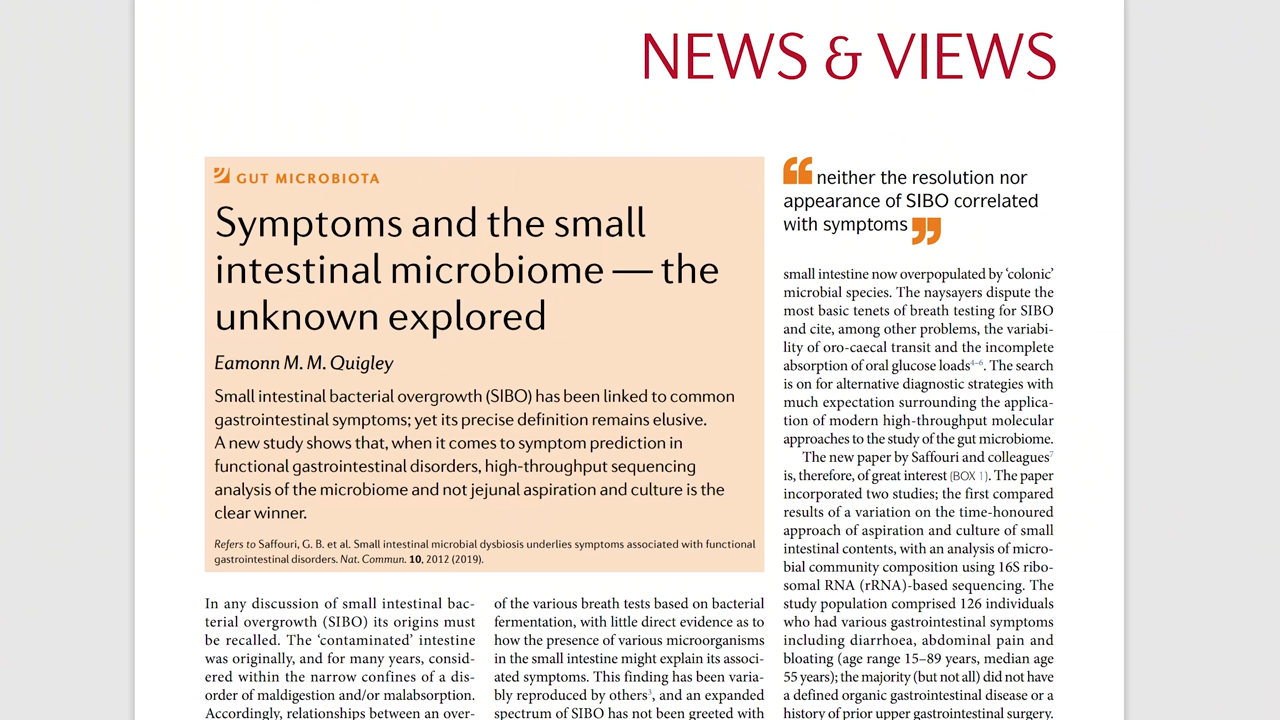 NEWS & VIEWS
GUT MICROBIOTA
Symptoms and the small
intestinal microbiome — the
unknown explored
Eamonn M. M. Quigley
Small intestinal bacterial overgrowth (SIBO) has been linked to common
gastrointestinal symptoms; yet its precise definition remains elusive.
A new study shows that, when it comes to symptom prediction in
functional gastrointestinal disorders, high-throughput sequencing
analysis of the microbiome and not jejunal aspiration and culture is the
clear winner.
Refers to Saffouri, G. B. et al. Small intestinal microbial dysbiosis underlies symptoms associated with functional
gastrointestinal disorders. Nat. Commun. 10, 2012 (2019).
In any discussion of small intestinal bac-
terial overgrowth (SIBO) its origins must
be recalled. The ‘contaminated’ intestine
was originally, and for many years, consid-
ered within the narrow confines of a dis-
order of maldigestion and/or malabsorption.
Accordingly, relationships between an over-
of the various breath tests based on bacterial
fermentation, with little direct evidence as to
how the presence of various microorganisms
in the small intestine might explain its associ-
ated symptoms. This finding has been varia-
bly reproduced by others3, and an expanded
spectrum of SIBO has not been greeted with
“neither the resolution nor
appearance of SIBO correlated
with symptoms”
small intestine now overpopulated by ‘colonic’
microbial species. The naysayers dispute the
most basic tenets of breath testing for SIBO
and cite, among other problems, the variabi-
lity of oro-caecal transit and the incomplete
absorption of oral glucose loads4–6. The search
is on for alternative diagnostic strategies with
much expectation surrounding the applica-
tion of modern high-throughput molecular
approaches to the study of the gut microbiome.
The new paper by Saffouri and colleagues7
is, therefore, of great interest (BOX 1). The paper
incorporated two studies; the first compared
results of a variation on the time-honoured
approach of aspiration and culture of small
intestinal contents, with an analysis of micro-
bial community composition using 16S ribo-
somal RNA (rRNA)-based sequencing. The
study population comprised 126 individuals
who had various gastrointestinal symptoms
including diarrhoea, abdominal pain and
bloating (age range 15–89 years, median age
55 years); the majority (but not all) did not have
a defined organic gastrointestinal disease or a
history of prior upper gastrointestinal surgery.